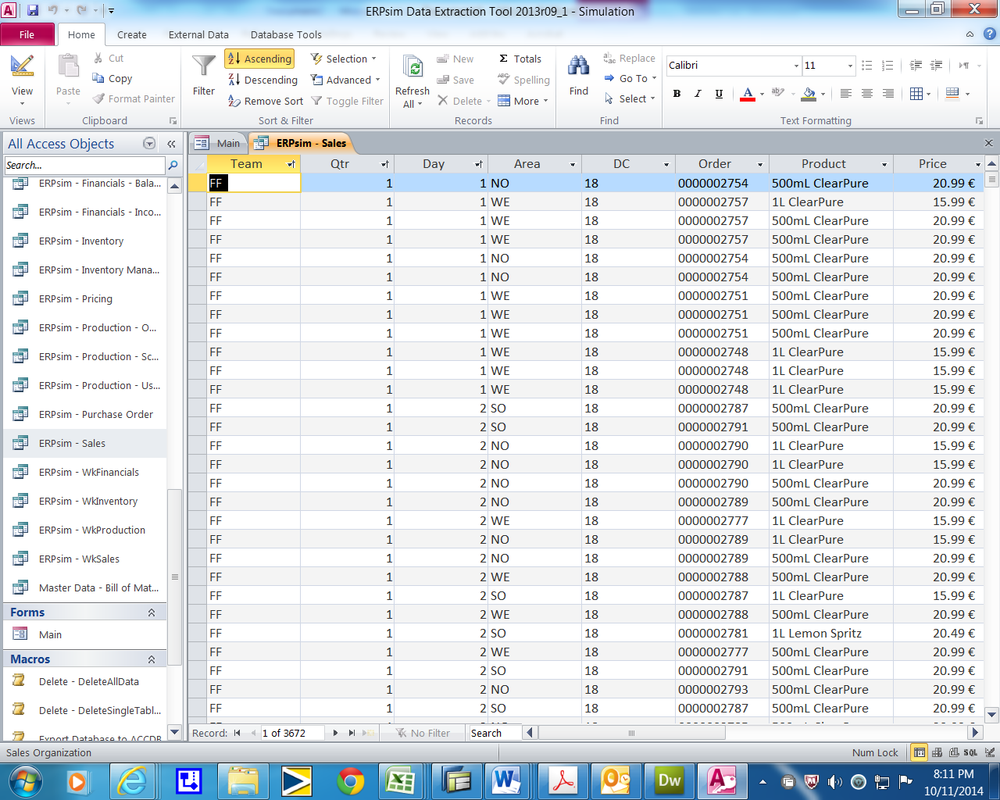 ERPsim Data Extraction Tool 2013r09_1 - Simulation
File Home Create External Data Database Tools
View Paste Cut Copy Format Painter Filter Ascending Descending Remove Sort Selection Advanced Toggle Filter Refresh All New Save Delete Totals Spelling More Find Replace Go To Select Calibri 11 B I U A
Views Clipboard Sort & Filter Records Find Text Formatting
All Access Objects
Search...
ERPsim - Financials - Bala...
ERPsim - Financials - Inco...
ERPsim - Inventory
ERPsim - Inventory Mana...
ERPsim - Pricing
ERPsim - Production - O...
ERPsim - Production - Sc...
ERPsim - Production - Us...
ERPsim - Purchase Order
ERPsim - Sales
ERPsim - WkFinancials
ERPsim - WkInventory
ERPsim - WkProduction
ERPsim - WkSales
Master Data - Bill of Mat...
Forms
Main
Macros
Delete - DeleteAllData
Delete - DeleteSingleTabl...
Export Database to ACCDB
Main ERPsim - Sales
Team Qtr Day Area DC Order Product Price
FF 1 1 NO 18 0000002754 500mL ClearPure 20.99 €
FF 1 1 WE 18 0000002757 1L ClearPure 15.99 €
FF 1 1 WE 18 0000002757 500mL ClearPure 20.99 €
FF 1 1 WE 18 0000002757 500mL ClearPure 20.99 €
FF 1 1 NO 18 0000002754 500mL ClearPure 20.99 €
FF 1 1 NO 18 0000002754 500mL ClearPure 20.99 €
FF 1 1 WE 18 0000002751 500mL ClearPure 20.99 €
FF 1 1 WE 18 0000002751 500mL ClearPure 20.99 €
FF 1 1 WE 18 0000002751 500mL ClearPure 20.99 €
FF 1 1 WE 18 0000002748 1L ClearPure 15.99 €
FF 1 1 WE 18 0000002748 1L ClearPure 15.99 €
FF 1 1 WE 18 0000002748 1L ClearPure 15.99 €
FF 1 2 SO 18 0000002787 500mL ClearPure 20.99 €
FF 1 2 SO 18 0000002791 500mL ClearPure 20.99 €
FF 1 2 NO 18 0000002790 1L ClearPure 15.99 €
FF 1 2 NO 18 0000002790 1L ClearPure 15.99 €
FF 1 2 NO 18 0000002790 500mL ClearPure 20.99 €
FF 1 2 NO 18 0000002789 500mL ClearPure 20.99 €
FF 1 2 WE 18 0000002777 1L ClearPure 15.99 €
FF 1 2 NO 18 0000002789 1L ClearPure 15.99 €
FF 1 2 NO 18 0000002789 500mL ClearPure 20.99 €
FF 1 2 WE 18 0000002788 500mL ClearPure 20.99 €
FF 1 2 SO 18 0000002787 1L ClearPure 15.99 €
FF 1 2 WE 18 0000002788 500mL ClearPure 20.99 €
FF 1 2 SO 18 0000002781 1L Lemon Spritz 20.49 €
FF 1 2 WE 18 0000002777 500mL ClearPure 20.99 €
FF 1 2 SO 18 0000002791 500mL ClearPure 20.99 €
FF 1 2 NO 18 0000002793 500mL ClearPure 20.99 €
FF 1 2 SO 18 0000002787 500mL ClearPure 20.99 €
Record: 1 of 3672 No Filter Search
Sales Organization Num Lock SQL
Dw 8:11 PM
10/11/2014